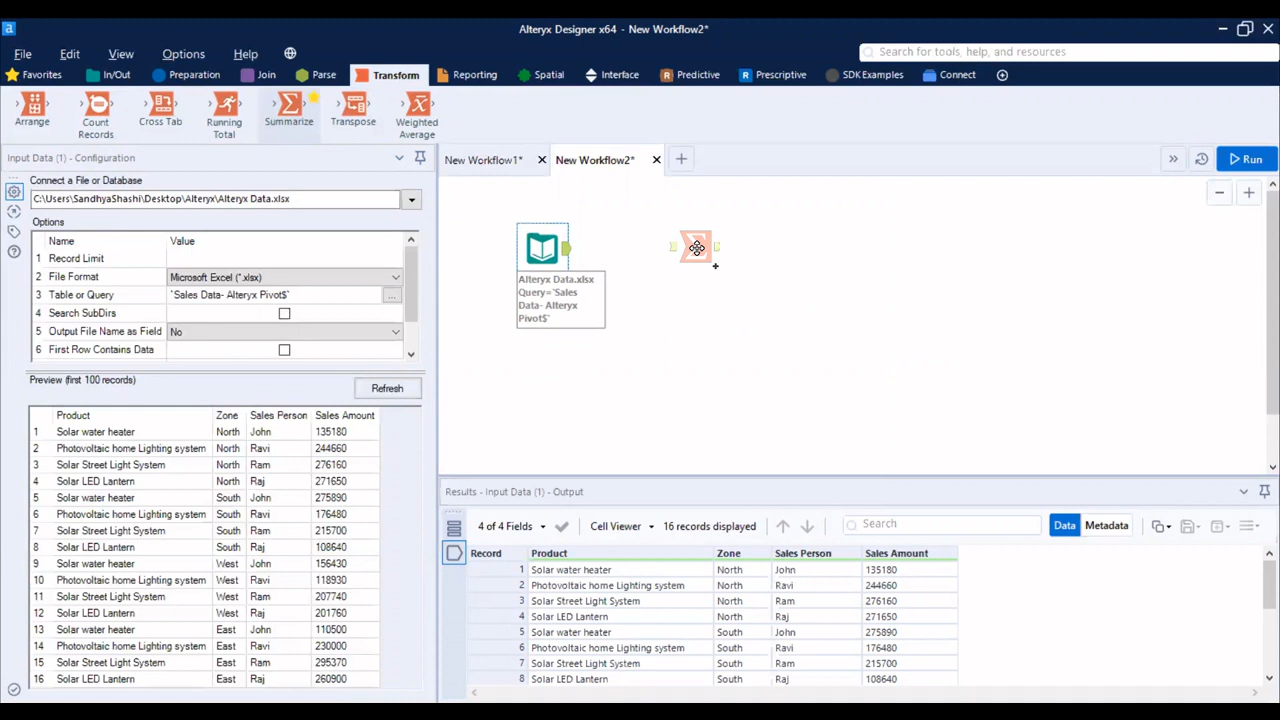 a
Alteryx Designer x64 - New Workflow2*
File Edit View Options Help
Search for tools, help, and resources
Favorites In/Out Preparation Join Parse Transform Reporting Spatial Interface Predictive Prescriptive SDK Examples Connect
Arrange Count Records Cross Tab Running Total Summarize Transpose Weighted Average
Input Data (1) - Configuration
New Workflow1* New Workflow2*
Run
Connect a File or Database
C:\Users\SandhyaShashi\Desktop\Alteryx\Alteryx Data.xlsx
Options
Name Value
1 Record Limit
2 File Format Microsoft Excel (*.xlsx)
3 Table or Query `Sales Data- Alteryx Pivot$` ...
4 Search SubDirs
5 Output File Name as Field No
6 First Row Contains Data
Alteryx Data.xlsx
Query=`Sales
Data- Alteryx
Pivot$`
Preview (first 100 records)
Refresh
Product Zone Sales Person Sales Amount
1 Solar water heater North John 135180
2 Photovoltaic home Lighting system North Ravi 244660
3 Solar Street Light System North Ram 276160
4 Solar LED Lantern North Raj 271650
5 Solar water heater South John 275890
6 Photovoltaic home Lighting system South Ravi 176480
7 Solar Street Light System South Ram 215700
8 Solar LED Lantern South Raj 108640
9 Solar water heater West John 156430
10 Photovoltaic home Lighting system West Ravi 118930
11 Solar Street Light System West Ram 207740
12 Solar LED Lantern West Raj 201760
13 Solar water heater East John 110500
14 Photovoltaic home Lighting system East Ravi 230000
15 Solar Street Light System East Ram 295370
16 Solar LED Lantern East Raj 260900
Results - Input Data (1) - Output
4 of 4 Fields Cell Viewer 16 records displayed Search Data Metadata
Record Product Zone Sales Person Sales Amount
1 Solar water heater North John 135180
2 Photovoltaic home Lighting system North Ravi 244660
3 Solar Street Light System North Ram 276160
4 Solar LED Lantern North Raj 271650
5 Solar water heater South John 275890
6 Photovoltaic home Lighting system South Ravi 176480
7 Solar Street Light System South Ram 215700
8 Solar LED Lantern South Raj 108640